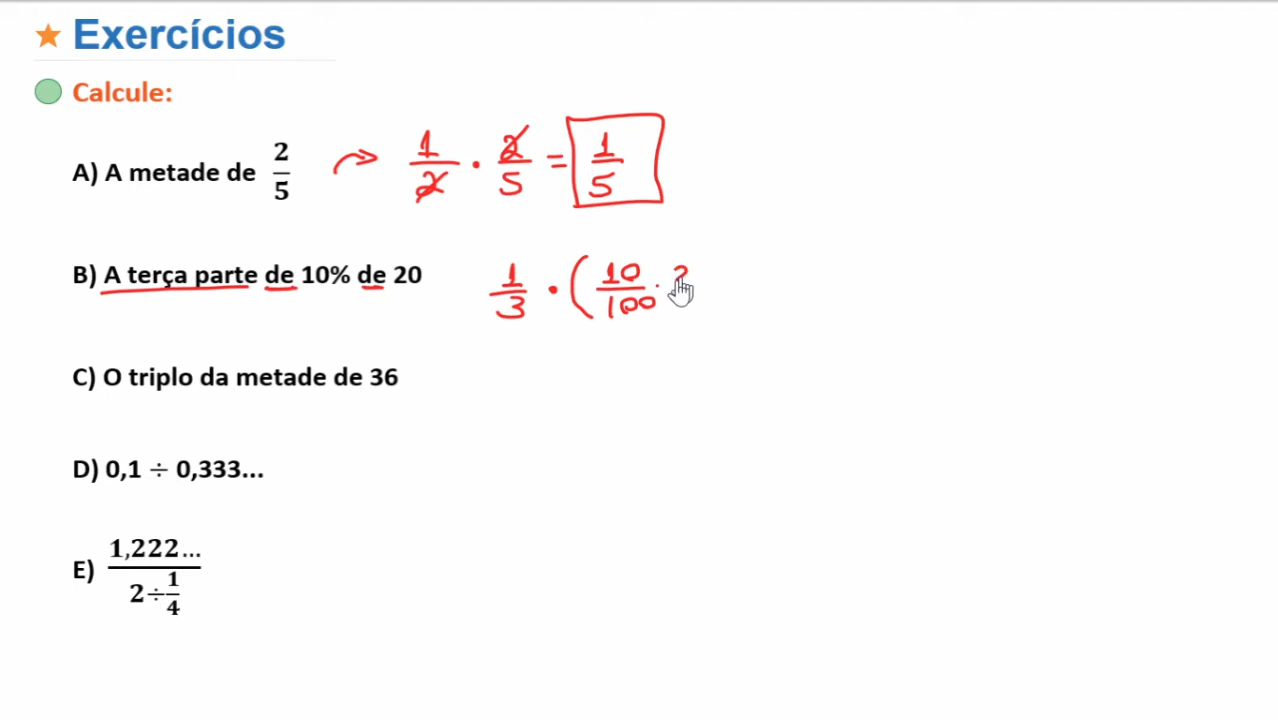 Exercícios
Calcule:
A) A metade de 2/5 1/2 · 2/5 = 1/5
B) A terça parte de 10% de 20 1/3 · (10/100 ·
C) O triplo da metade de 36
D) 0,1 ÷ 0,333...
E) 1,222...
2÷1/4